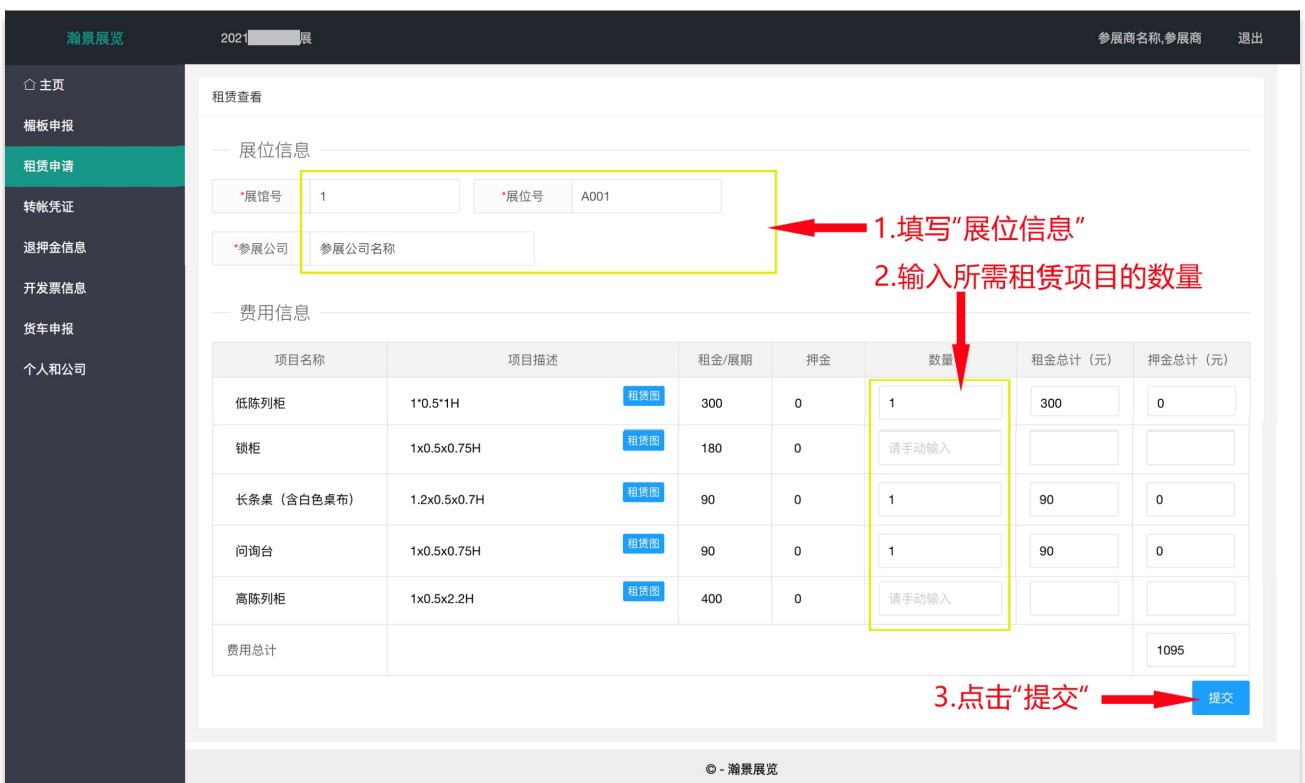 瀚景展览 2021 展 参展商名称,参展商 退出
主页
楣板申报
租赁申请
转帐凭证
退押金信息
开发票信息
货车申报
个人和公司
租赁查看
展位信息
*展馆号 1 *展位号 A001
1.填写“展位信息”
*参展公司 参展公司名称
2.输入所需租赁项目的数量
费用信息
项目名称 项目描述 租金/展期 押金 数量 租金总计（元） 押金总计（元）
低陈列柜 1*0.5*1H 租赁图 300 0 1 300 0
锁柜 1x0.5x0.75H 租赁图 180 0 请手动输入
长条桌（含白色桌布） 1.2x0.5x0.7H 租赁图 90 0 1 90 0
问询台 1x0.5x0.75H 租赁图 90 0 1 90 0
高陈列柜 1x0.5x2.2H 租赁图 400 0 请手动输入
费用总计 1095
3.点击“提交“ 提交
© - 瀚景展览